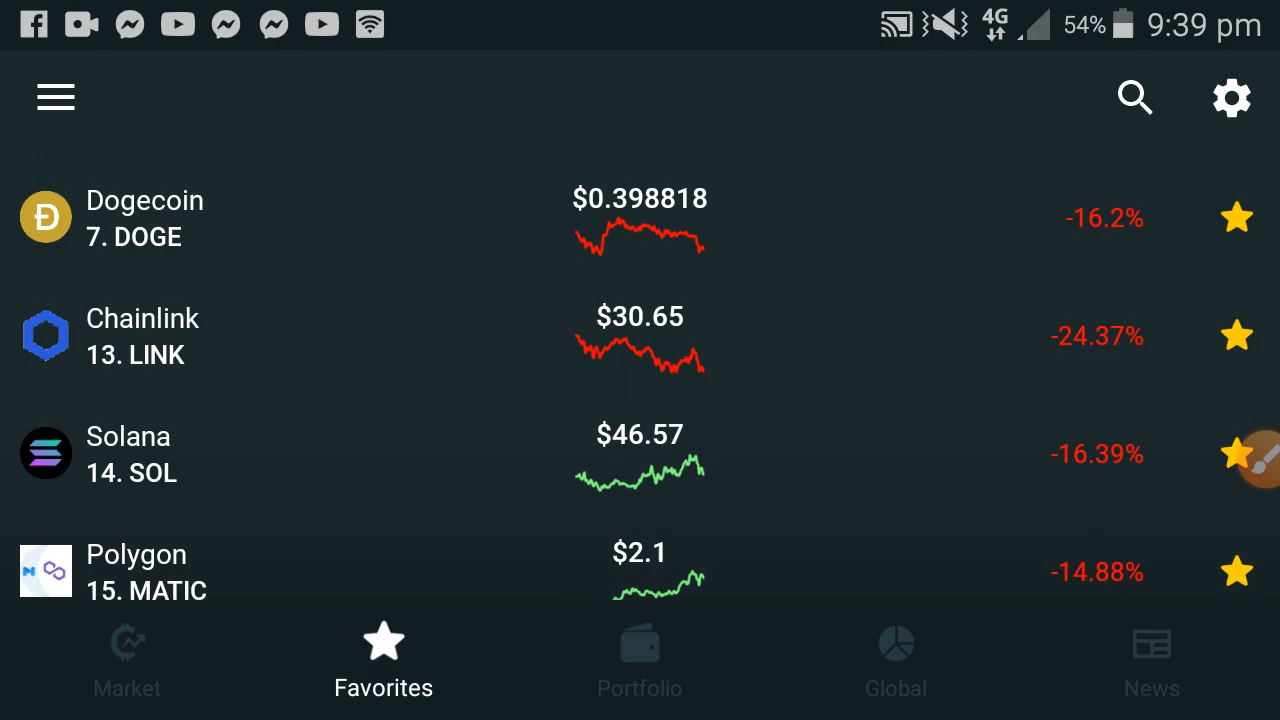 4G 54% 9:39 pm
Dogecoin
7. DOGE
$0.398818
-16.2%
Chainlink
13. LINK
$30.65
-24.37%
Solana
14. SOL
$46.57
-16.39%
Polygon
15. MATIC
$2.1
-14.88%
Market Favorites Portfolio Global News